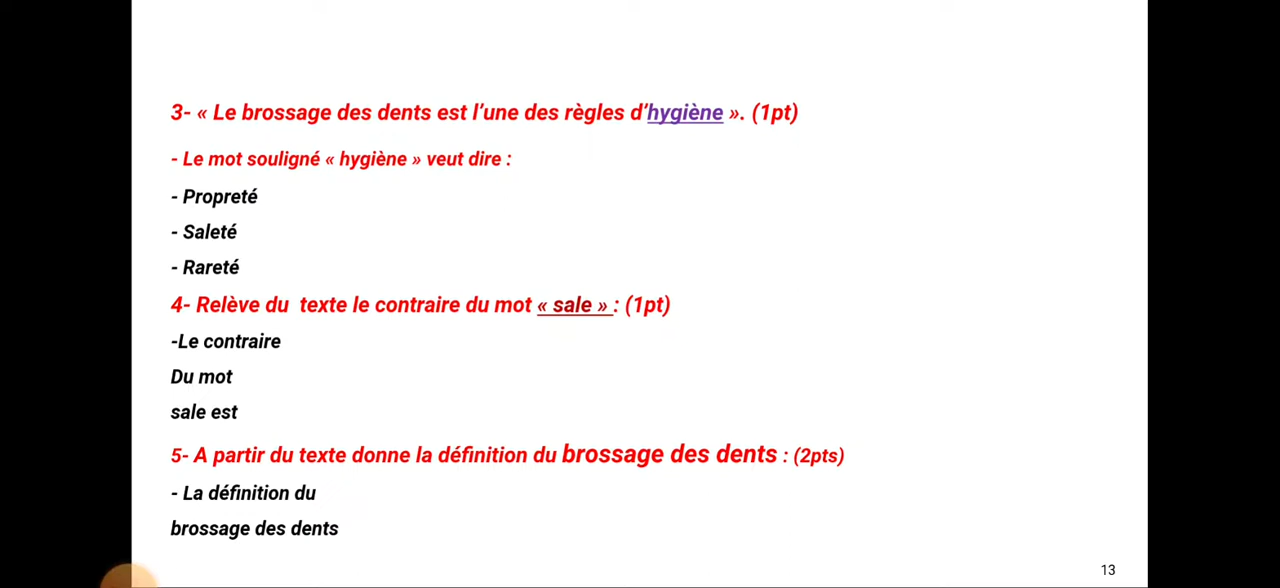 3- « Le brossage des dents est l’une des règles d’hygiène ». (1pt)
- Le mot souligné « hygiène » veut dire :
- Propreté
- Saleté
- Rareté
4- Relève du  texte le contraire du mot « sale » : (1pt)
-Le contraire
Du mot
sale est
5- A partir du texte donne la définition du brossage des dents : (2pts)
- La définition du
brossage des dents
13